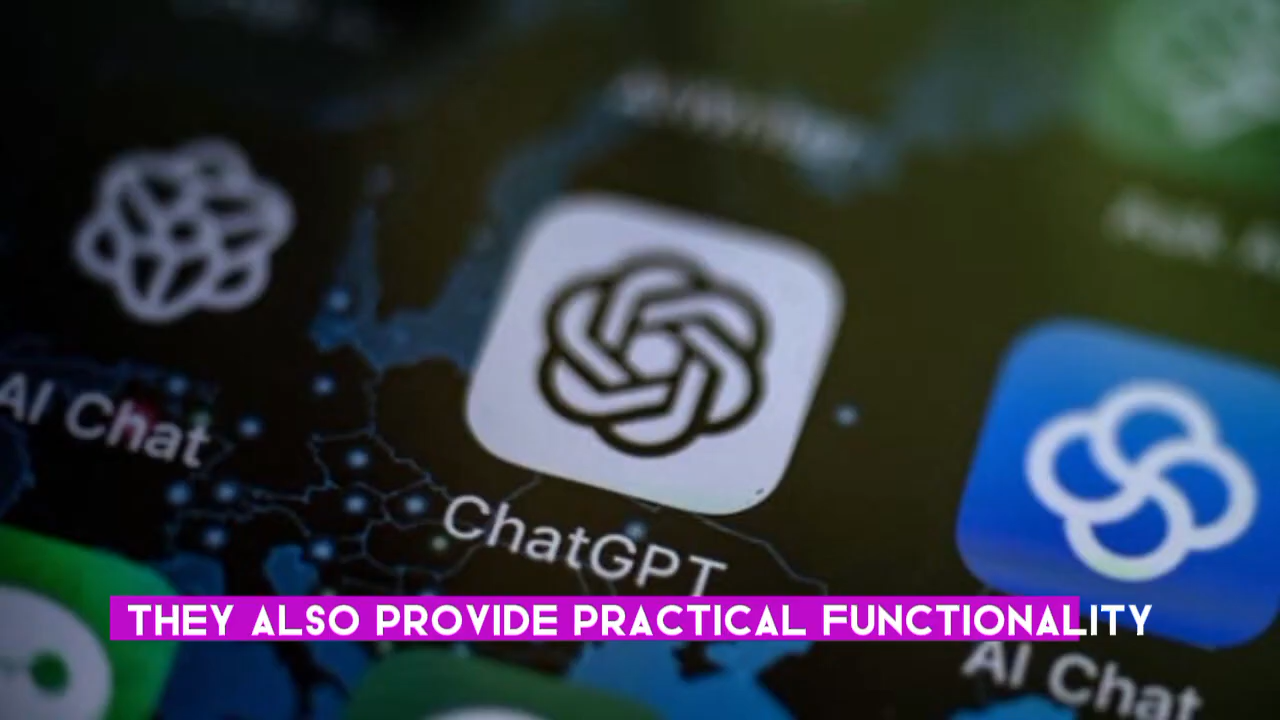 AI Chat
ChatGPT
THEY ALSO PROVIDE PRACTICAL FUNCTIONALITY
AI Chat